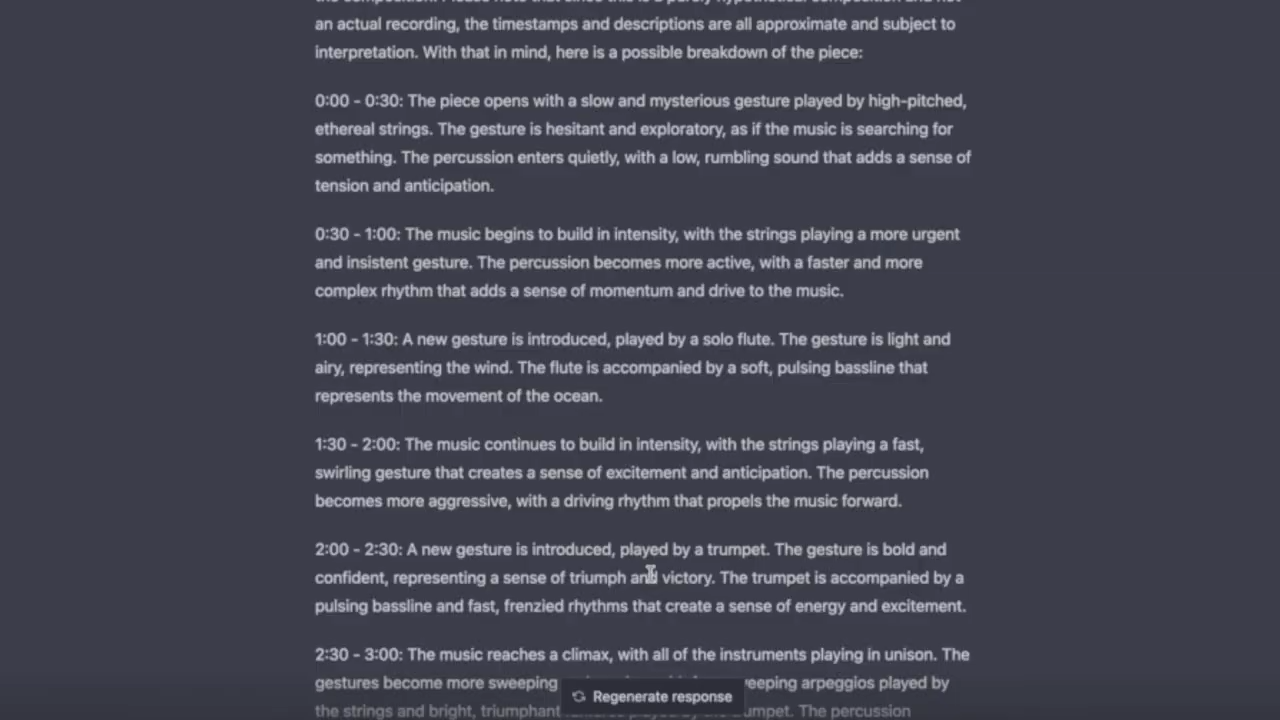 an actual recording, the timestamps and descriptions are all approximate and subject to
interpretation. With that in mind, here is a possible breakdown of the piece:
0:00 - 0:30: The piece opens with a slow and mysterious gesture played by high-pitched,
ethereal strings. The gesture is hesitant and exploratory, as if the music is searching for
something. The percussion enters quietly, with a low, rumbling sound that adds a sense of
tension and anticipation.
0:30 - 1:00: The music begins to build in intensity, with the strings playing a more urgent
and insistent gesture. The percussion becomes more active, with a faster and more
complex rhythm that adds a sense of momentum and drive to the music.
1:00 - 1:30: A new gesture is introduced, played by a solo flute. The gesture is light and
airy, representing the wind. The flute is accompanied by a soft, pulsing bassline that
represents the movement of the ocean.
1:30 - 2:00: The music continues to build in intensity, with the strings playing a fast,
swirling gesture that creates a sense of excitement and anticipation. The percussion
becomes more aggressive, with a driving rhythm that propels the music forward.
2:00 - 2:30: A new gesture is introduced, played by a trumpet. The gesture is bold and
confident, representing a sense of triumph and victory. The trumpet is accompanied by a
pulsing bassline and fast, frenzied rhythms that create a sense of energy and excitement.
2:30 - 3:00: The music reaches a climax, with all of the instruments playing in unison. The
gestures become more sweeping arpeggios played by
Regenerate response
the strings and bright, triumphant trumpet. The percussion